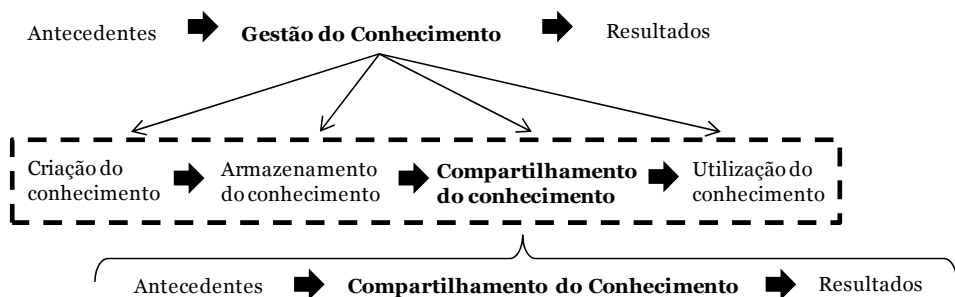 Antecedentes Gestão do Conhecimento Resultados
Criação do conhecimento
Armazenamento do conhecimento
Compartilhamento do conhecimento
Utilização do conhecimento
Antecedentes Compartilhamento do Conhecimento Resultados